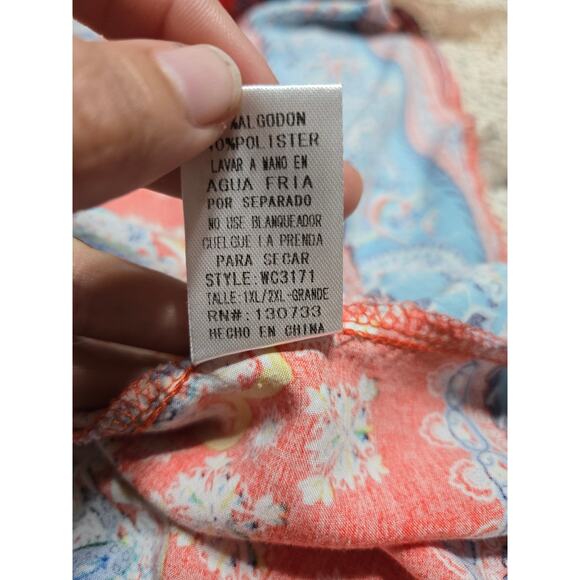 %ALGODON
0%POLISTER
LAVAR A MANO EN
AGUA FRIA
POR SEPARADO
NO USE BLANQUEADOR
CUELGUE LA PRENDA
PARA SECAR
STYLE:WC3171
TALLE:1XL/2XL-GRANDE
RN#:130733
HECHO EN CHINA